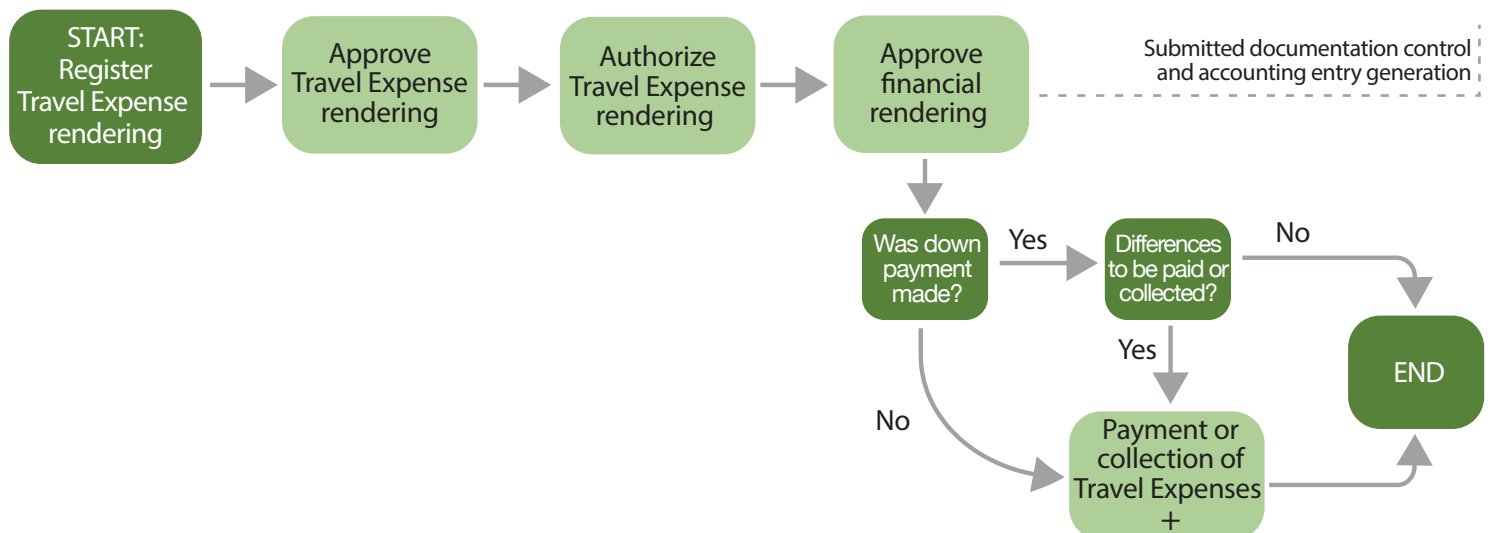 START:
Register
Travel Expense
rendering
Approve
Travel Expense
rendering
Authorize
Travel Expense
rendering
Approve
financial
rendering
Submitted documentation control
and accounting entry generation
Was down
payment
made?
Yes
Differences
to be paid or
collected?
No
Yes
No
END
Payment or
collection of
Travel Expenses
+